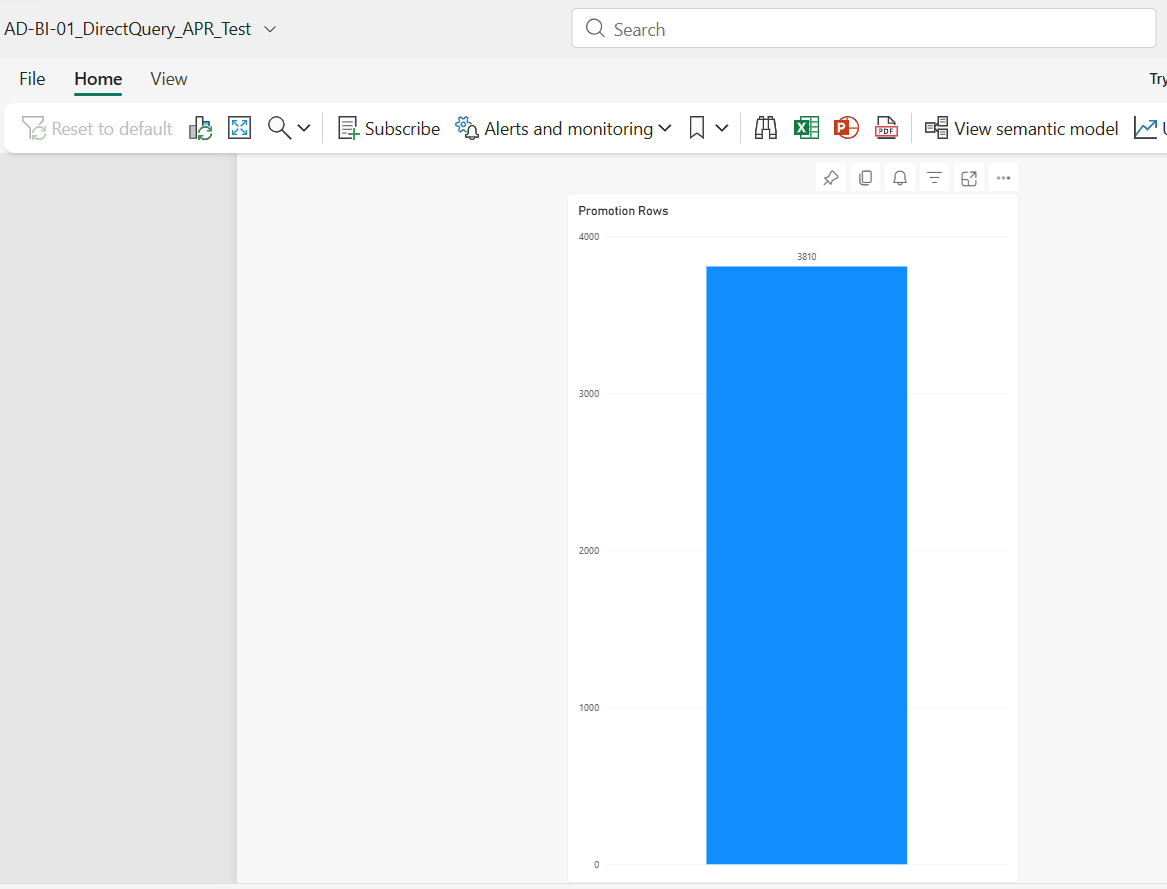 AD-BI-01_DirectQuery_APR_Test
Search
File Home View
Try
Reset to default Subscribe Alerts and monitoring PDF View semantic model
Promotion Rows
4000
3810
3000
2000
1000
0